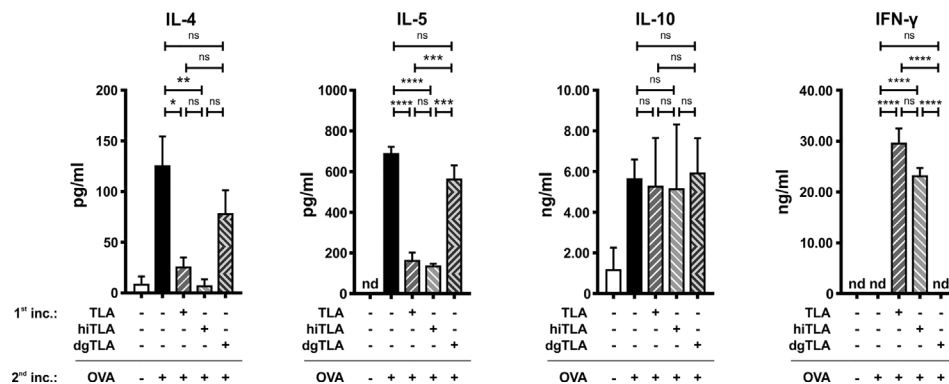 IL-4 IL-5 IL-10 IFN-γ
ns ns ns ns
ns *** ns ****
** **** ns ****
* ns ns **** ns *** ns ns ns **** ns ****
200 1000 10.00 40.00
150 800 8.00 30.00
100 600 6.00 20.00
50 400 4.00 10.00
0 200 2.00 0.00
0 0.00
pg/ml pg/ml ng/ml ng/ml
nd nd nd nd
1st inc.: TLA - - + - - TLA - - + - - TLA - - + - - TLA - - + - -
hiTLA - - - + - hiTLA - - - + - hiTLA - - - + - hiTLA - - - + -
dgTLA - - - - + dgTLA - - - - + dgTLA - - - - + dgTLA - - - - +
2nd inc.: OVA - + + + + OVA - + + + + OVA - + + + + OVA - + + + +